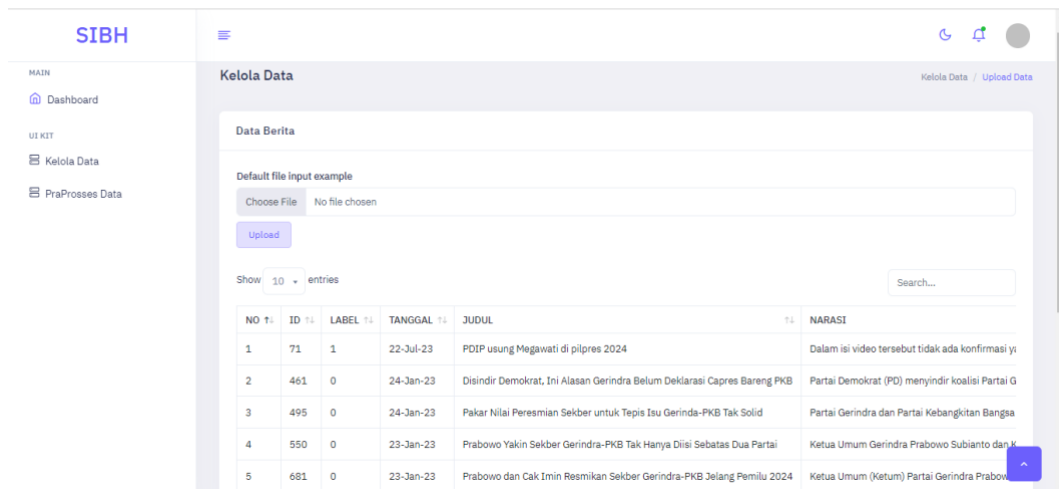 SIBH
MAIN
Dashboard
UI KIT
Kelola Data
PraProsses Data
Kelola Data
Kelola Data / Upload Data
Data Berita
Default file input example
Choose File No file chosen
Upload
Show 10 entries
Search...
NO ID LABEL TANGGAL JUDUL NARASI
1 71 1 22-Jul-23 PDIP usung Megawati di pilpres 2024 Dalam isi video tersebut tidak ada konfirmasi
2 461 0 24-Jan-23 Disindir Demokrat, Ini Alasan Gerindra Belum Deklarasi Capres Bareng PKB Partai Demokrat (PD) menyindir koalisi Partai G
3 495 0 24-Jan-23 Pakar Nilai Peresmian Sekber untuk Tepis Isu Gerinda-PKB Tak Solid Partai Gerindra dan Partai Kebangkitan Bangsa
4 550 0 23-Jan-23 Prabowo Yakin Sekber Gerindra-PKB Tak Hanya Diisi Sebatas Dua Partai Ketua Umum Gerindra Prabowo Subianto dan
5 681 0 23-Jan-23 Prabowo dan Cak Imin Resmikan Sekber Gerindra-PKB Jelang Pemilu 2024 Ketua Umum (Ketum) Partai Gerindra Prabow